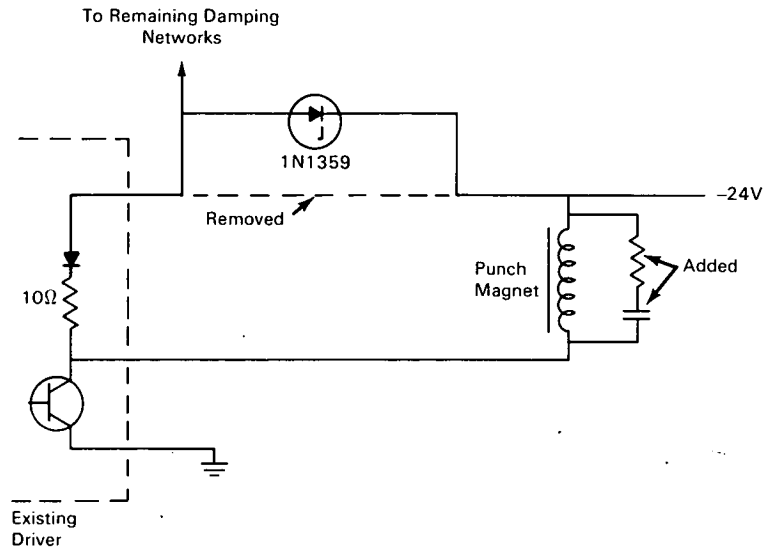 To Remaining Damping
Networks
1N1359
–24V
Removed
Punch
Magnet
Added
10Ω
Existing
Driver